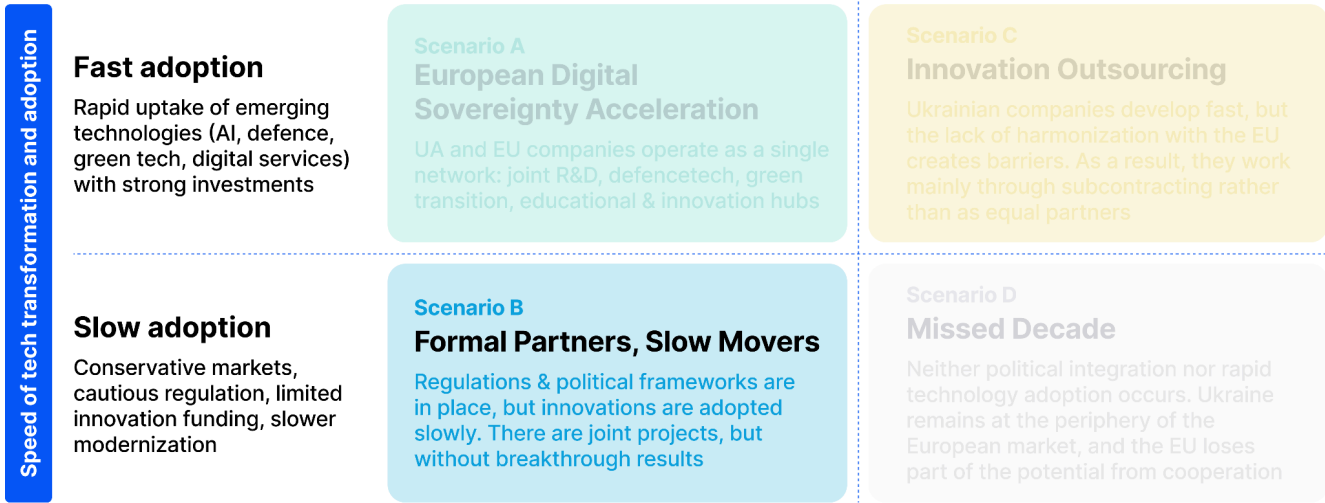 Speed of tech transformation and adoption
Fast adoption
Rapid uptake of emerging
technologies (AI, defence,
green tech, digital services)
with strong investments
Scenario A
European Digital
Sovereignty Acceleration
UA and EU companies operate as a single
network: joint R&D, defencetech, green
transition, educational & innovation hubs
Scenario C
Innovation Outsourcing
Ukrainian companies develop fast, but
the lack of harmonization with the EU
creates barriers. As a result, they work
mainly through subcontracting rather
than as equal partners
Slow adoption
Conservative markets,
cautious regulation, limited
innovation funding, slower
modernization
Scenario B
Formal Partners, Slow Movers
Regulations & political frameworks are
in place, but innovations are adopted
slowly. There are joint projects, but
without breakthrough results
Scenario D
Missed Decade
Neither political integration nor rapid
technology adoption occurs. Ukraine
remains at the periphery of the
European market, and the EU loses
part of the potential from cooperation